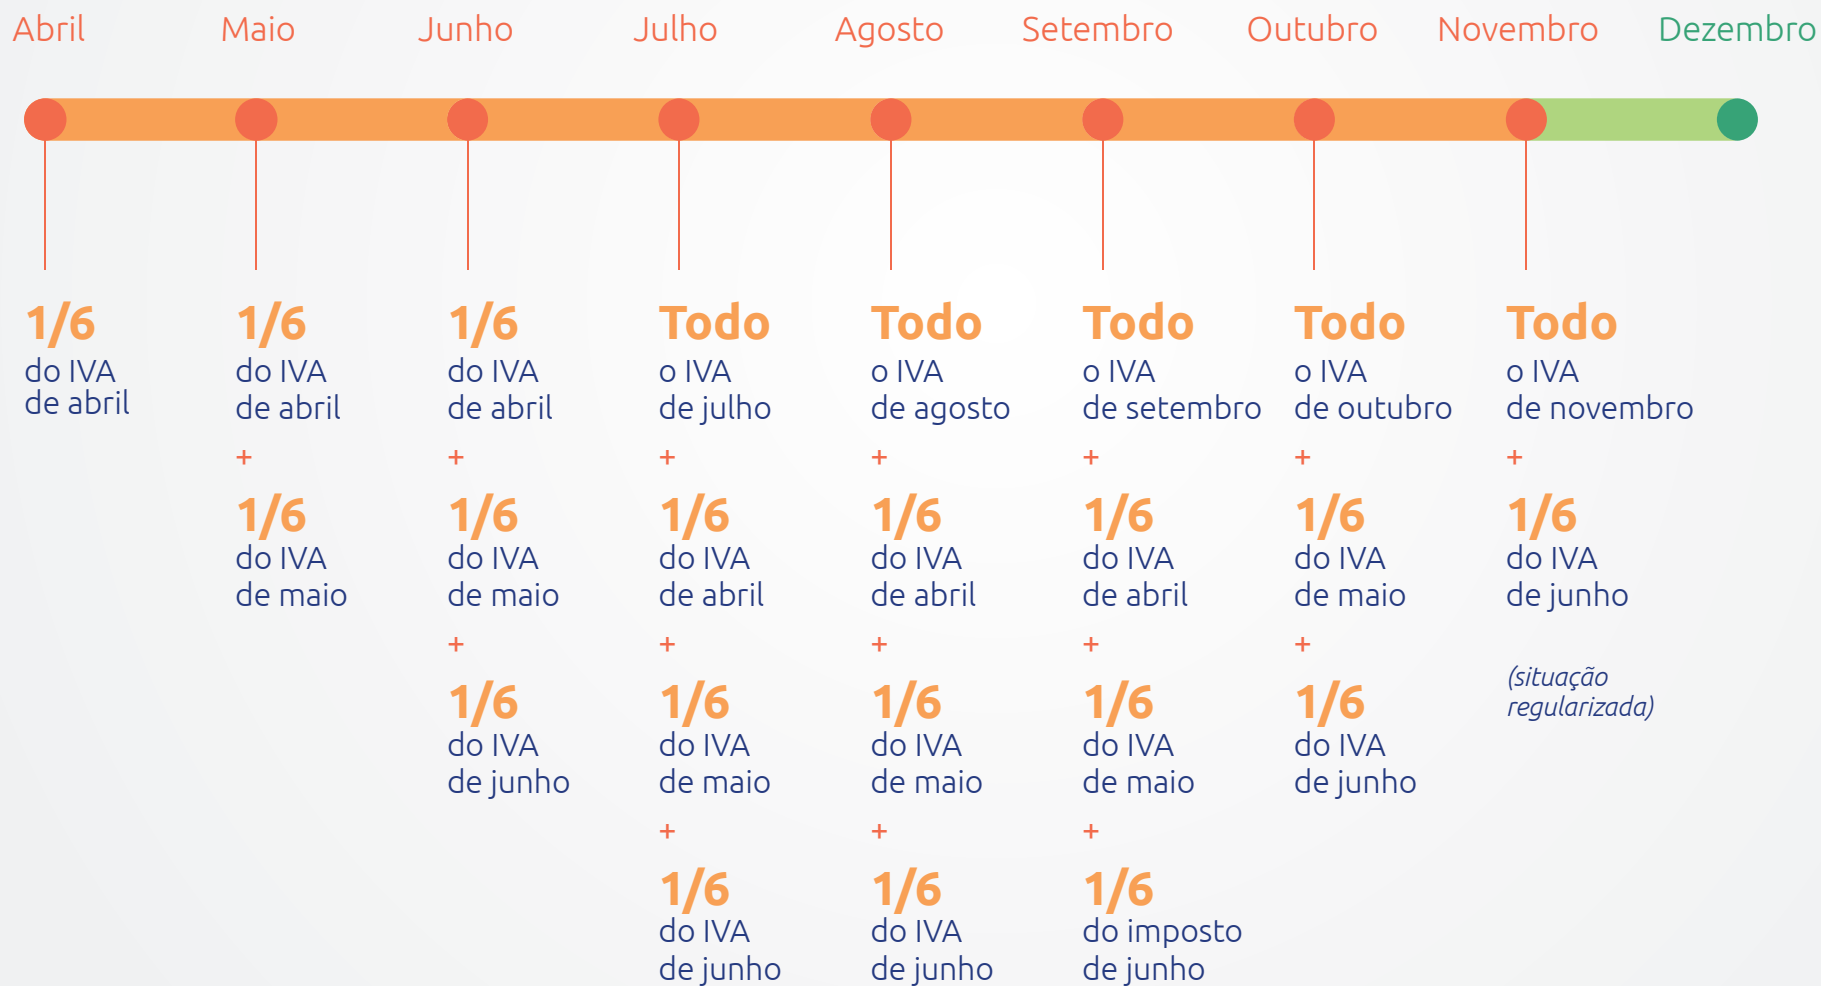 Abril
Maio
Junho
Julho
Agosto
Setembro
Outubro
Novembro
Dezembro
1/6
do IVA
de abril
1/6
do IVA
de abril
+
1/6
do IVA
de maio
1/6
do IVA
de abril
+
1/6
do IVA
de maio
+
1/6
do IVA
de junho
Todo
o IVA
de julho
+
1/6
do IVA
de abril
+
1/6
do IVA
de maio
+
1/6
do IVA
de junho
Todo
o IVA
de agosto
+
1/6
do IVA
de abril
+
1/6
do IVA
de maio
+
1/6
do IVA
de junho
Todo
o IVA
de setembro
+
1/6
do IVA
de abril
+
1/6
do IVA
de maio
+
1/6
do imposto
de junho
Todo
o IVA
de outubro
+
1/6
do IVA
de maio
+
1/6
do IVA
de junho
Todo
o IVA
de novembro
+
1/6
do IVA
de junho
(situação
regularizada)